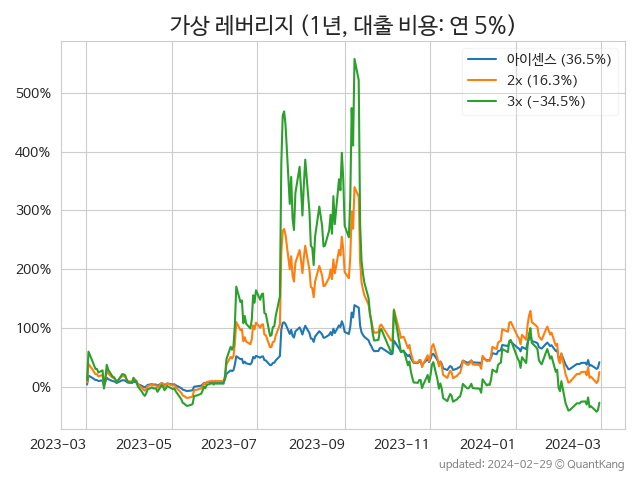 가상 레버리지 (1년, 대출 비용: 연 5%)
아이센스 (36.5%)
2x (16.3%)
3x (−34.5%)
500%
400%
300%
200%
100%
0%
2023-03 2023-05 2023-07 2023-09 2023-11 2024-01 2024-03
updated: 2024-02-29 © QuantKang